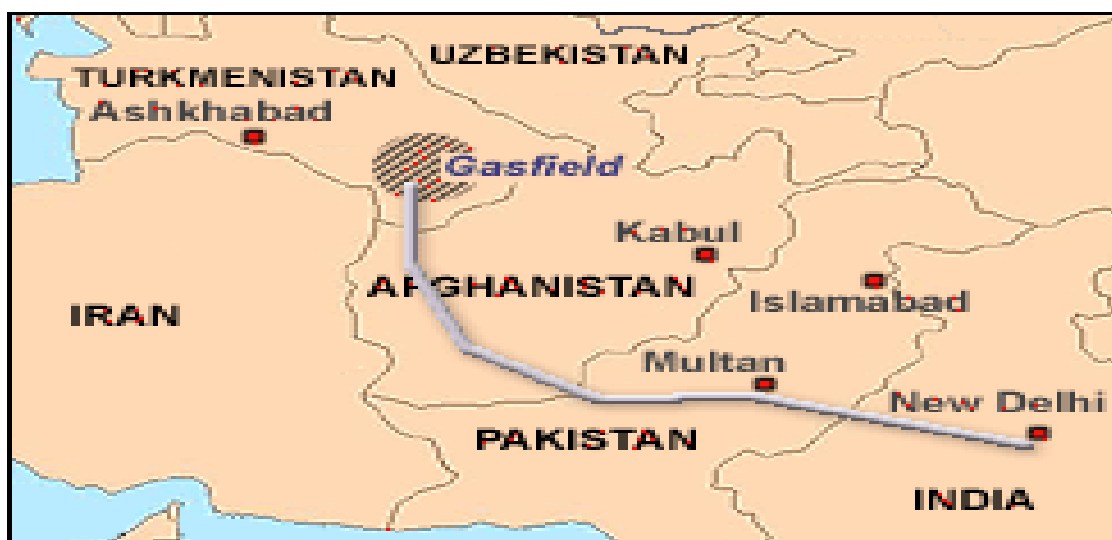 UZBEKISTAN
TURKMENISTAN
Ashkhabad
Gasfield
Kabul
AFGHANISTAN
Islamabad
IRAN
Multan
New Delhi
PAKISTAN
INDIA